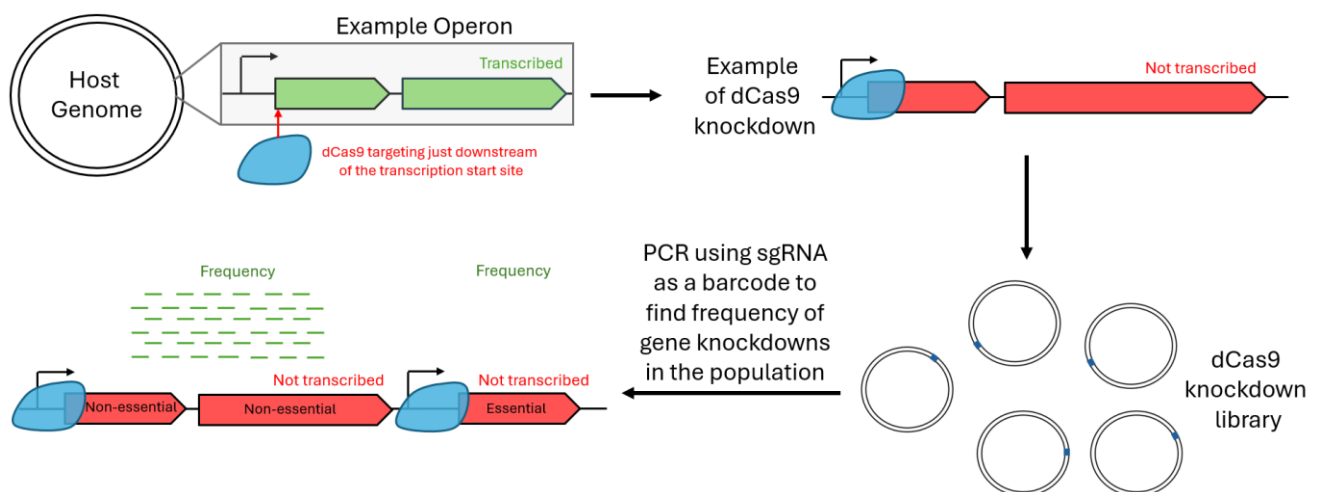 Example Operon
Host
Genome
Transcribed
dCas9 targeting just downstream
of the transcription start site
Example
of dCas9
knockdown
Not transcribed
dCas9
knockdown
library
PCR using sgRNA
as a barcode to
find frequency of
gene knockdowns
in the population
Frequency
Frequency
Not transcribed
Not transcribed
Non-essential
Non-essential
Essential